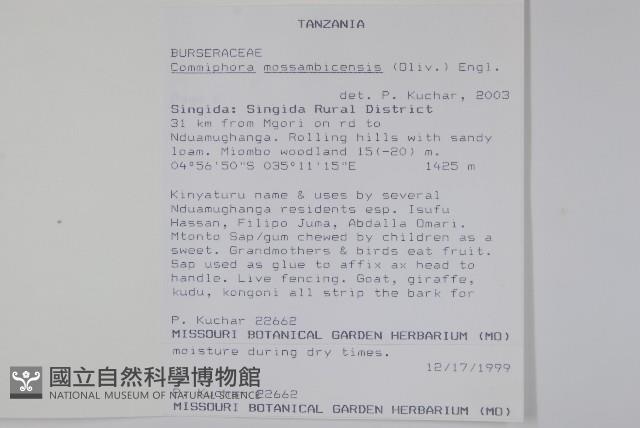 TANZANIA
BURSERACEAE
Commiphora mossambicensis (Oliv.) Engl.
det. P. Kuchar, 2003
Singida: Singida Rural District
31 km from Mgori on rd to
Nduamughanga. Rolling hills with sandy
loam. Miombo woodland 15(-20) m.
04°56'50"S 035°11'15"E 1425 m
Kinyaturu name & uses by several
Nduamughanga residents esp. Isufu
Hassan, Filipo Juma, Abdalla Omari.
Mtonto Sap/gum chewed by children as a
sweet. Grandmothers & birds eat fruit.
Sap used as glue to affix ax head to
handle. Live fencing. Goat, giraffe,
kudu, kongoni all strip the bark for
P. Kuchar 22662
MISSOURI BOTANICAL GARDEN HERBARIUM (MO)
moisture during dry times.
12/17/1999
國立自然科學博物館
NATIONAL MUSEUM OF NATURAL SCIENCE
P. Kuchar 22662
MISSOURI BOTANICAL GARDEN HERBARIUM (MO)